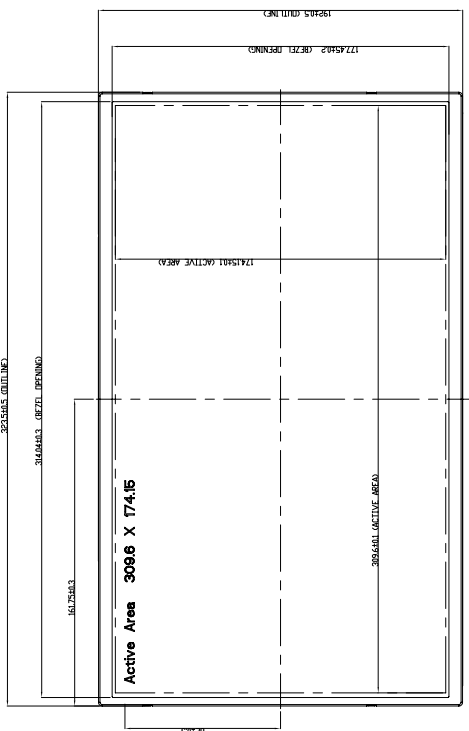 192±0.5 (OUTLINE)
177.45±0.2 (BEZEL OPENING)
174.15±0.1 (ACTIVE AREA)
323.5±0.5 (OUTLINE)
314.04±0.3 (BEZEL OPENING)
161.75±0.3
309.6±0.1 (ACTIVE AREA)
Active Area 309.6 X 174.15